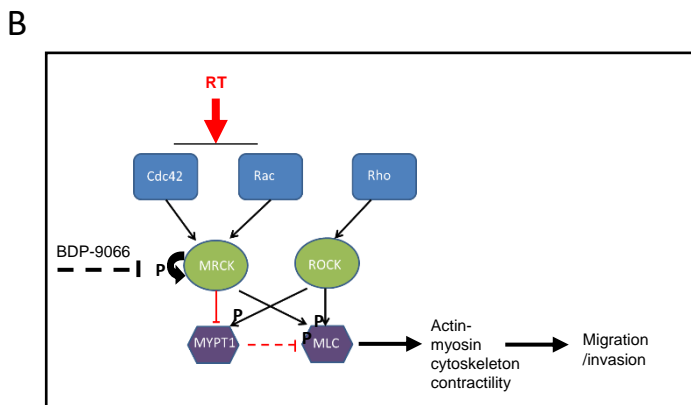 B
RT
Cdc42
Rac
Rho
BDP-9066
P
MRCK
ROCK
P
P
P
MYPT1
MLC
Actin-
myosin
cytoskeleton
contractility
Migration
/invasion